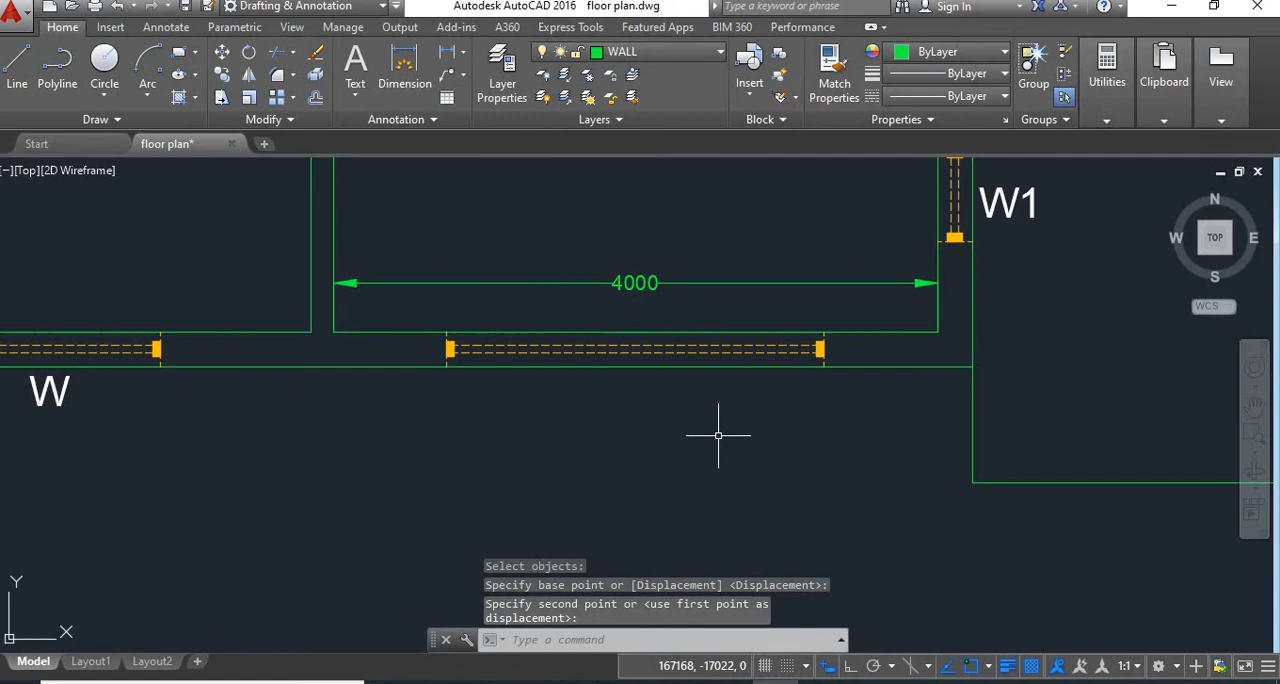 Drafting & Annotation
Autodesk AutoCAD 2016 floor plan.dwg
Type a keyword or phrase
Sign In
Home Insert Annotate Parametric View Manage Output Add-ins A360 Express Tools Featured Apps BIM 360 Performance
WALL
ByLayer
ByLayer
ByLayer
Line Polyline Circle Arc Text Dimension Layer Properties Insert Match Properties Group Utilities Clipboard View
Draw Modify Annotation Layers Block Properties Groups
Start floor plan*
[−][Top][2D Wireframe]
W1
N
W TOP E
S
WCS
4000
W
Select objects:
Specify base point or [Displacement] <Displacement>:
Specify second point or <use first point as
displacement>:
Y
X
Type a command
Model Layout1 Layout2 +
167168, -17022, 0
1:1